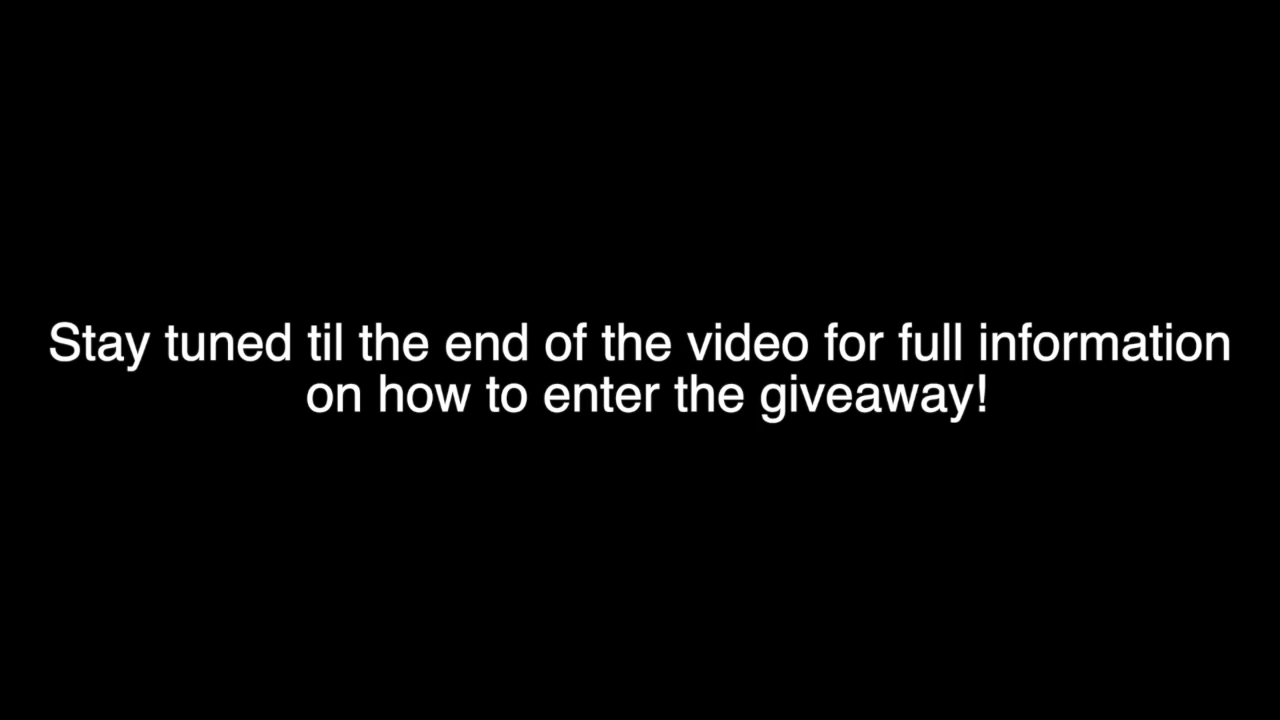 Stay tuned til the end of the video for full information
on how to enter the giveaway!